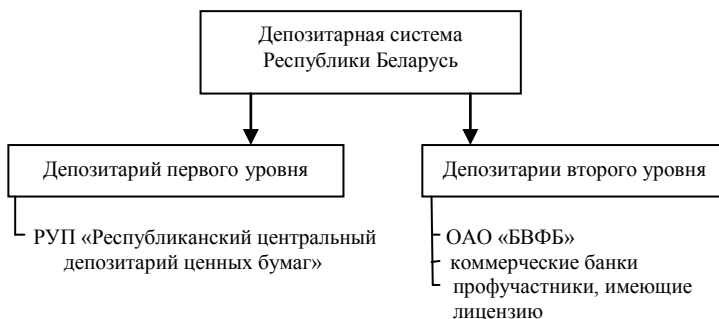 Депозитарная система
Республики Беларусь
Депозитарий первого уровня
Депозитарии второго уровня
РУП «Республиканский центральный
депозитарий ценных бумаг»
ОАО «БВФБ»
коммерческие банки
профучастники, имеющие
лицензию